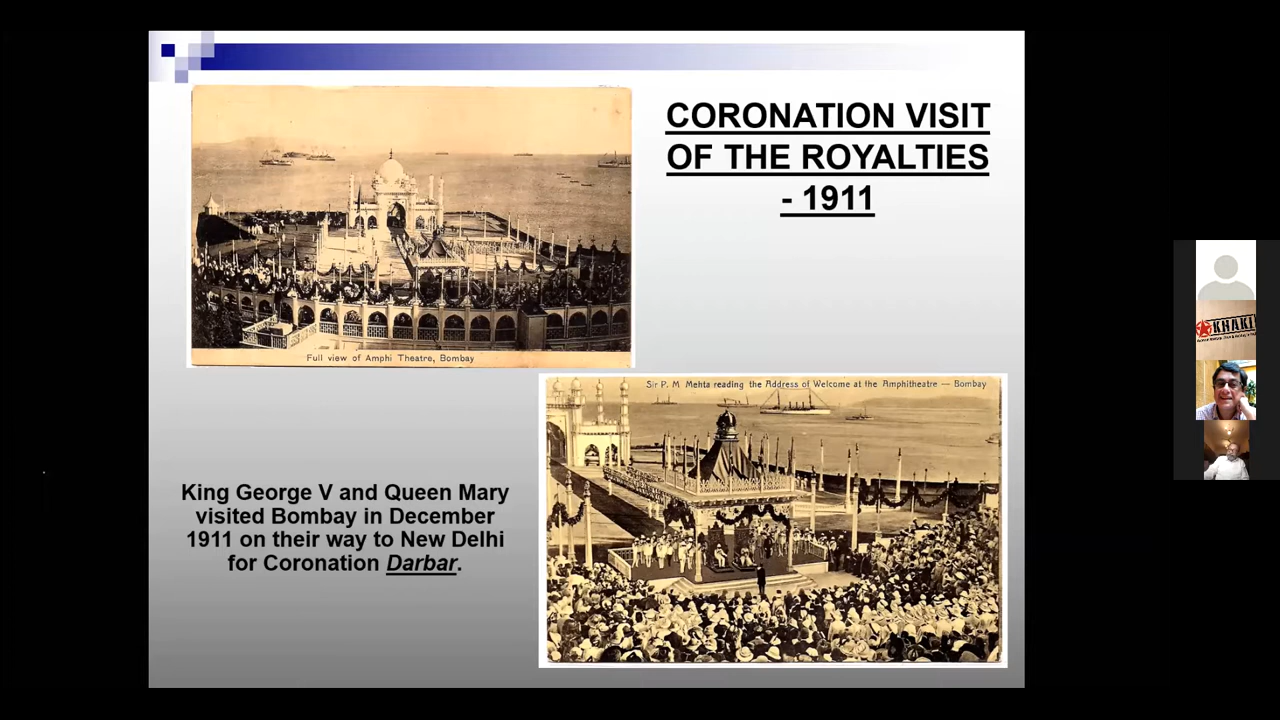 CORONATION VISIT
OF THE ROYALTIES
- 1911
Full view of Amphi Theatre, Bombay
Sir P. M Mehta reading the Address of Welcome at the Amphitheatre — Bombay
King George V and Queen Mary
visited Bombay in December
1911 on their way to New Delhi
for Coronation Darbar.
KHAKI